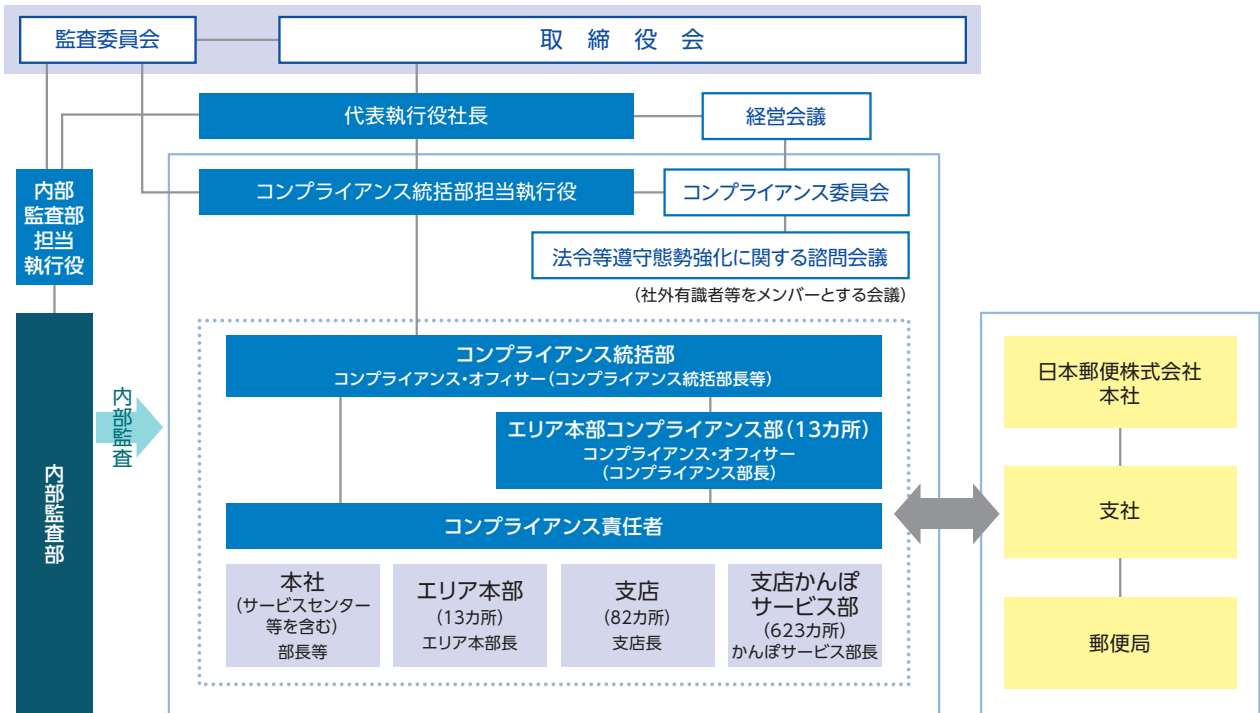 監査委員会
取締役会
代表執行役社長
経営会議
コンプライアンス統括部担当執行役
コンプライアンス委員会
内部
監査部
担当
執行役
法令等遵守態勢強化に関する諮問会議
(社外有識者等をメンバーとする会議)
内部監査部
内部監査
コンプライアンス統括部
コンプライアンス・オフィサー(コンプライアンス統括部長等)
エリア本部コンプライアンス部(13カ所)
コンプライアンス・オフィサー
(コンプライアンス部長)
コンプライアンス責任者
本社
(サービスセンター
等を含む)
部長等
エリア本部
(13カ所)
エリア本部長
支店
(82カ所)
支店長
支店かんぽ
サービス部
(623カ所)
かんぽサービス部長
日本郵便株式会社
本社
支社
郵便局